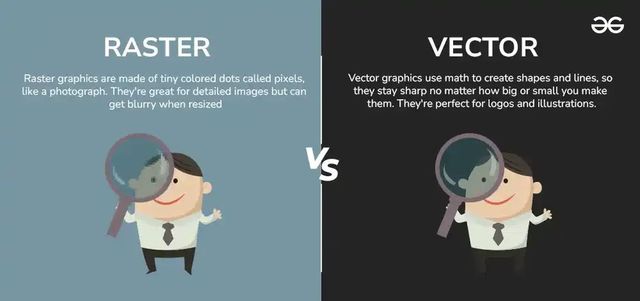 RASTER
Raster graphics are made of tiny colored dots called pixels,
like a photograph. They're great for detailed images but can
get blurry when resized
VS
VECTOR
Vector graphics use math to create shapes and lines, so
they stay sharp no matter how big or small you make
them. They're perfect for logos and illustrations.